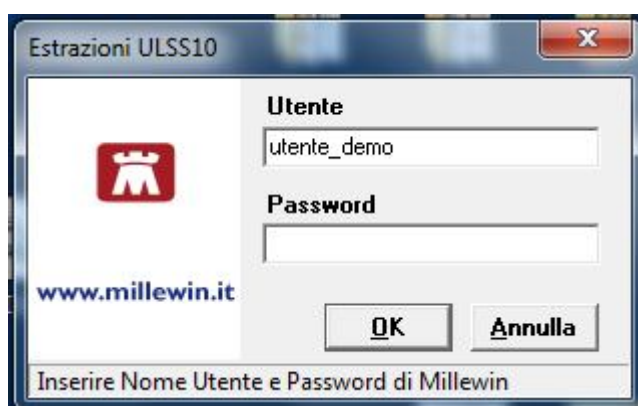 Estrazioni ULSS10
Utente
utente_demo
Password
www.millewin.it
OK
Annulla
Inserire Nome Utente e Password di Millewin